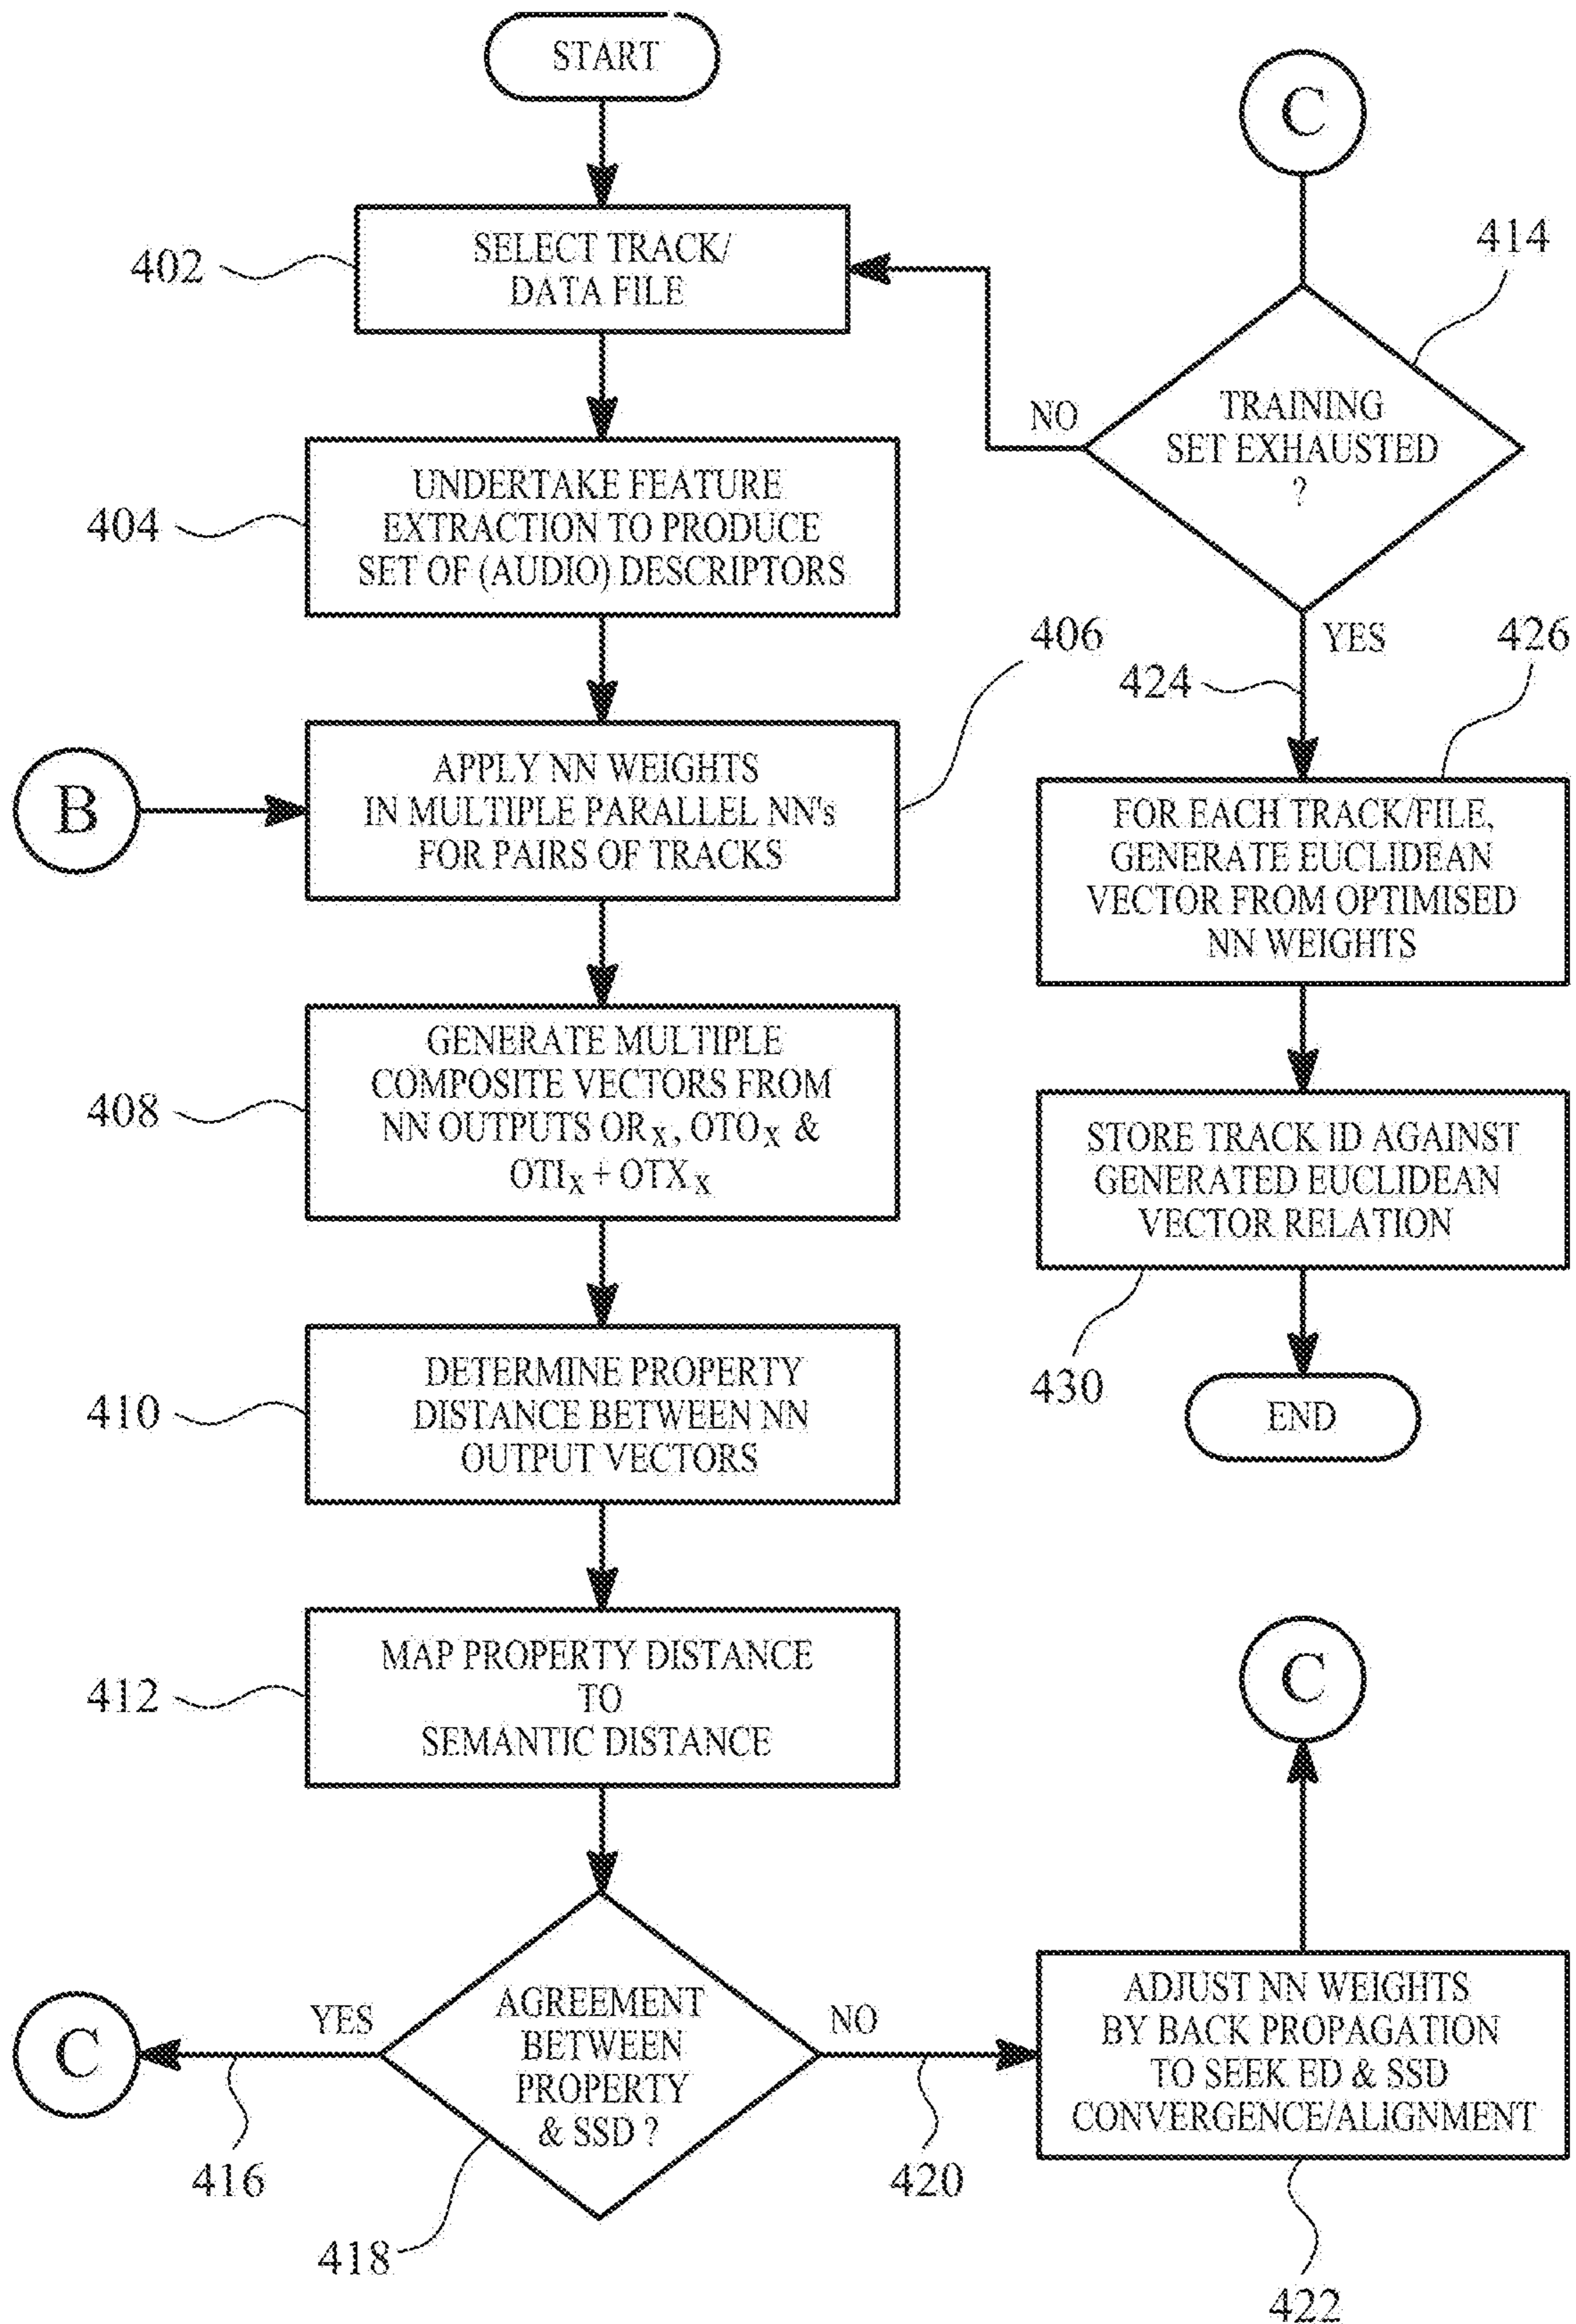 START
402
SELECT TRACK/
DATA FILE
404
UNDERTAKE FEATURE
EXTRACTION TO PRODUCE
SET OF (AUDIO) DESCRIPTORS
406
B
APPLY NN WEIGHTS
IN MULTIPLE PARALLEL NN's
FOR PAIRS OF TRACKS
408
GENERATE MULTIPLE
COMPOSITE VECTORS FROM
NN OUTPUTS ORX, OTOX &
OTIX + OTXX
410
DETERMINE PROPERTY
DISTANCE BETWEEN NN
OUTPUT VECTORS
412
MAP PROPERTY DISTANCE
TO
SEMANTIC DISTANCE
AGREEMENT
BETWEEN
PROPERTY
& SSD ?
418
YES
416
C
NO
420
ADJUST NN WEIGHTS
BY BACK PROPAGATION
TO SEEK ED & SSD
CONVERGENCE/ALIGNMENT
422
C
C
414
TRAINING
SET EXHAUSTED
?
NO
YES
424
426
FOR EACH TRACK/FILE,
GENERATE EUCLIDEAN
VECTOR FROM OPTIMISED
NN WEIGHTS
STORE TRACK ID AGAINST
GENERATED EUCLIDEAN
VECTOR RELATION
430
END